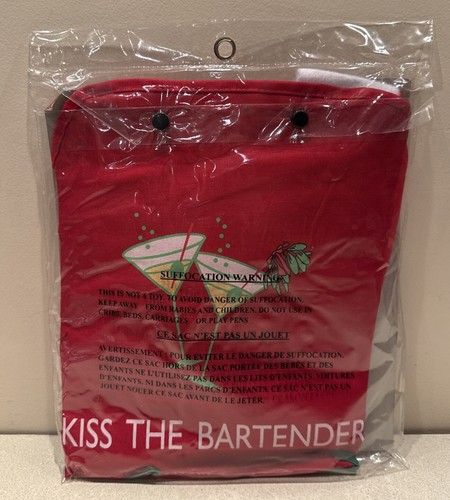 SUFFOCATION WARNING
THIS IS NOT A TOY. TO AVOID DANGER OF SUFFOCATION,
KEEP AWAY FROM BABIES AND CHILDREN. DO NOT USE IN
CRIBS, BEDS, CARRIAGES OR PLAY PENS
CE SAC N'EST PAS UN JOUET
AVERTISSEMENT : POUR EVITER LE DANGER DE SUFFOCATION,
GARDEZ CE SAC HORS DE LA SAC PORTÉE DES BÉBÉS ET DES
ENFANTS NE L'UTILISEZ PAS DANS LES LITS D'ENFANTS, VOITURES
D'ENFANTS, NI DANS LES PARCS D'ENFANTS. CE SAC N'EST PAS UN
JOUET NOUER CE SAC AVANT DE LE JETER.
KISS THE BARTENDER